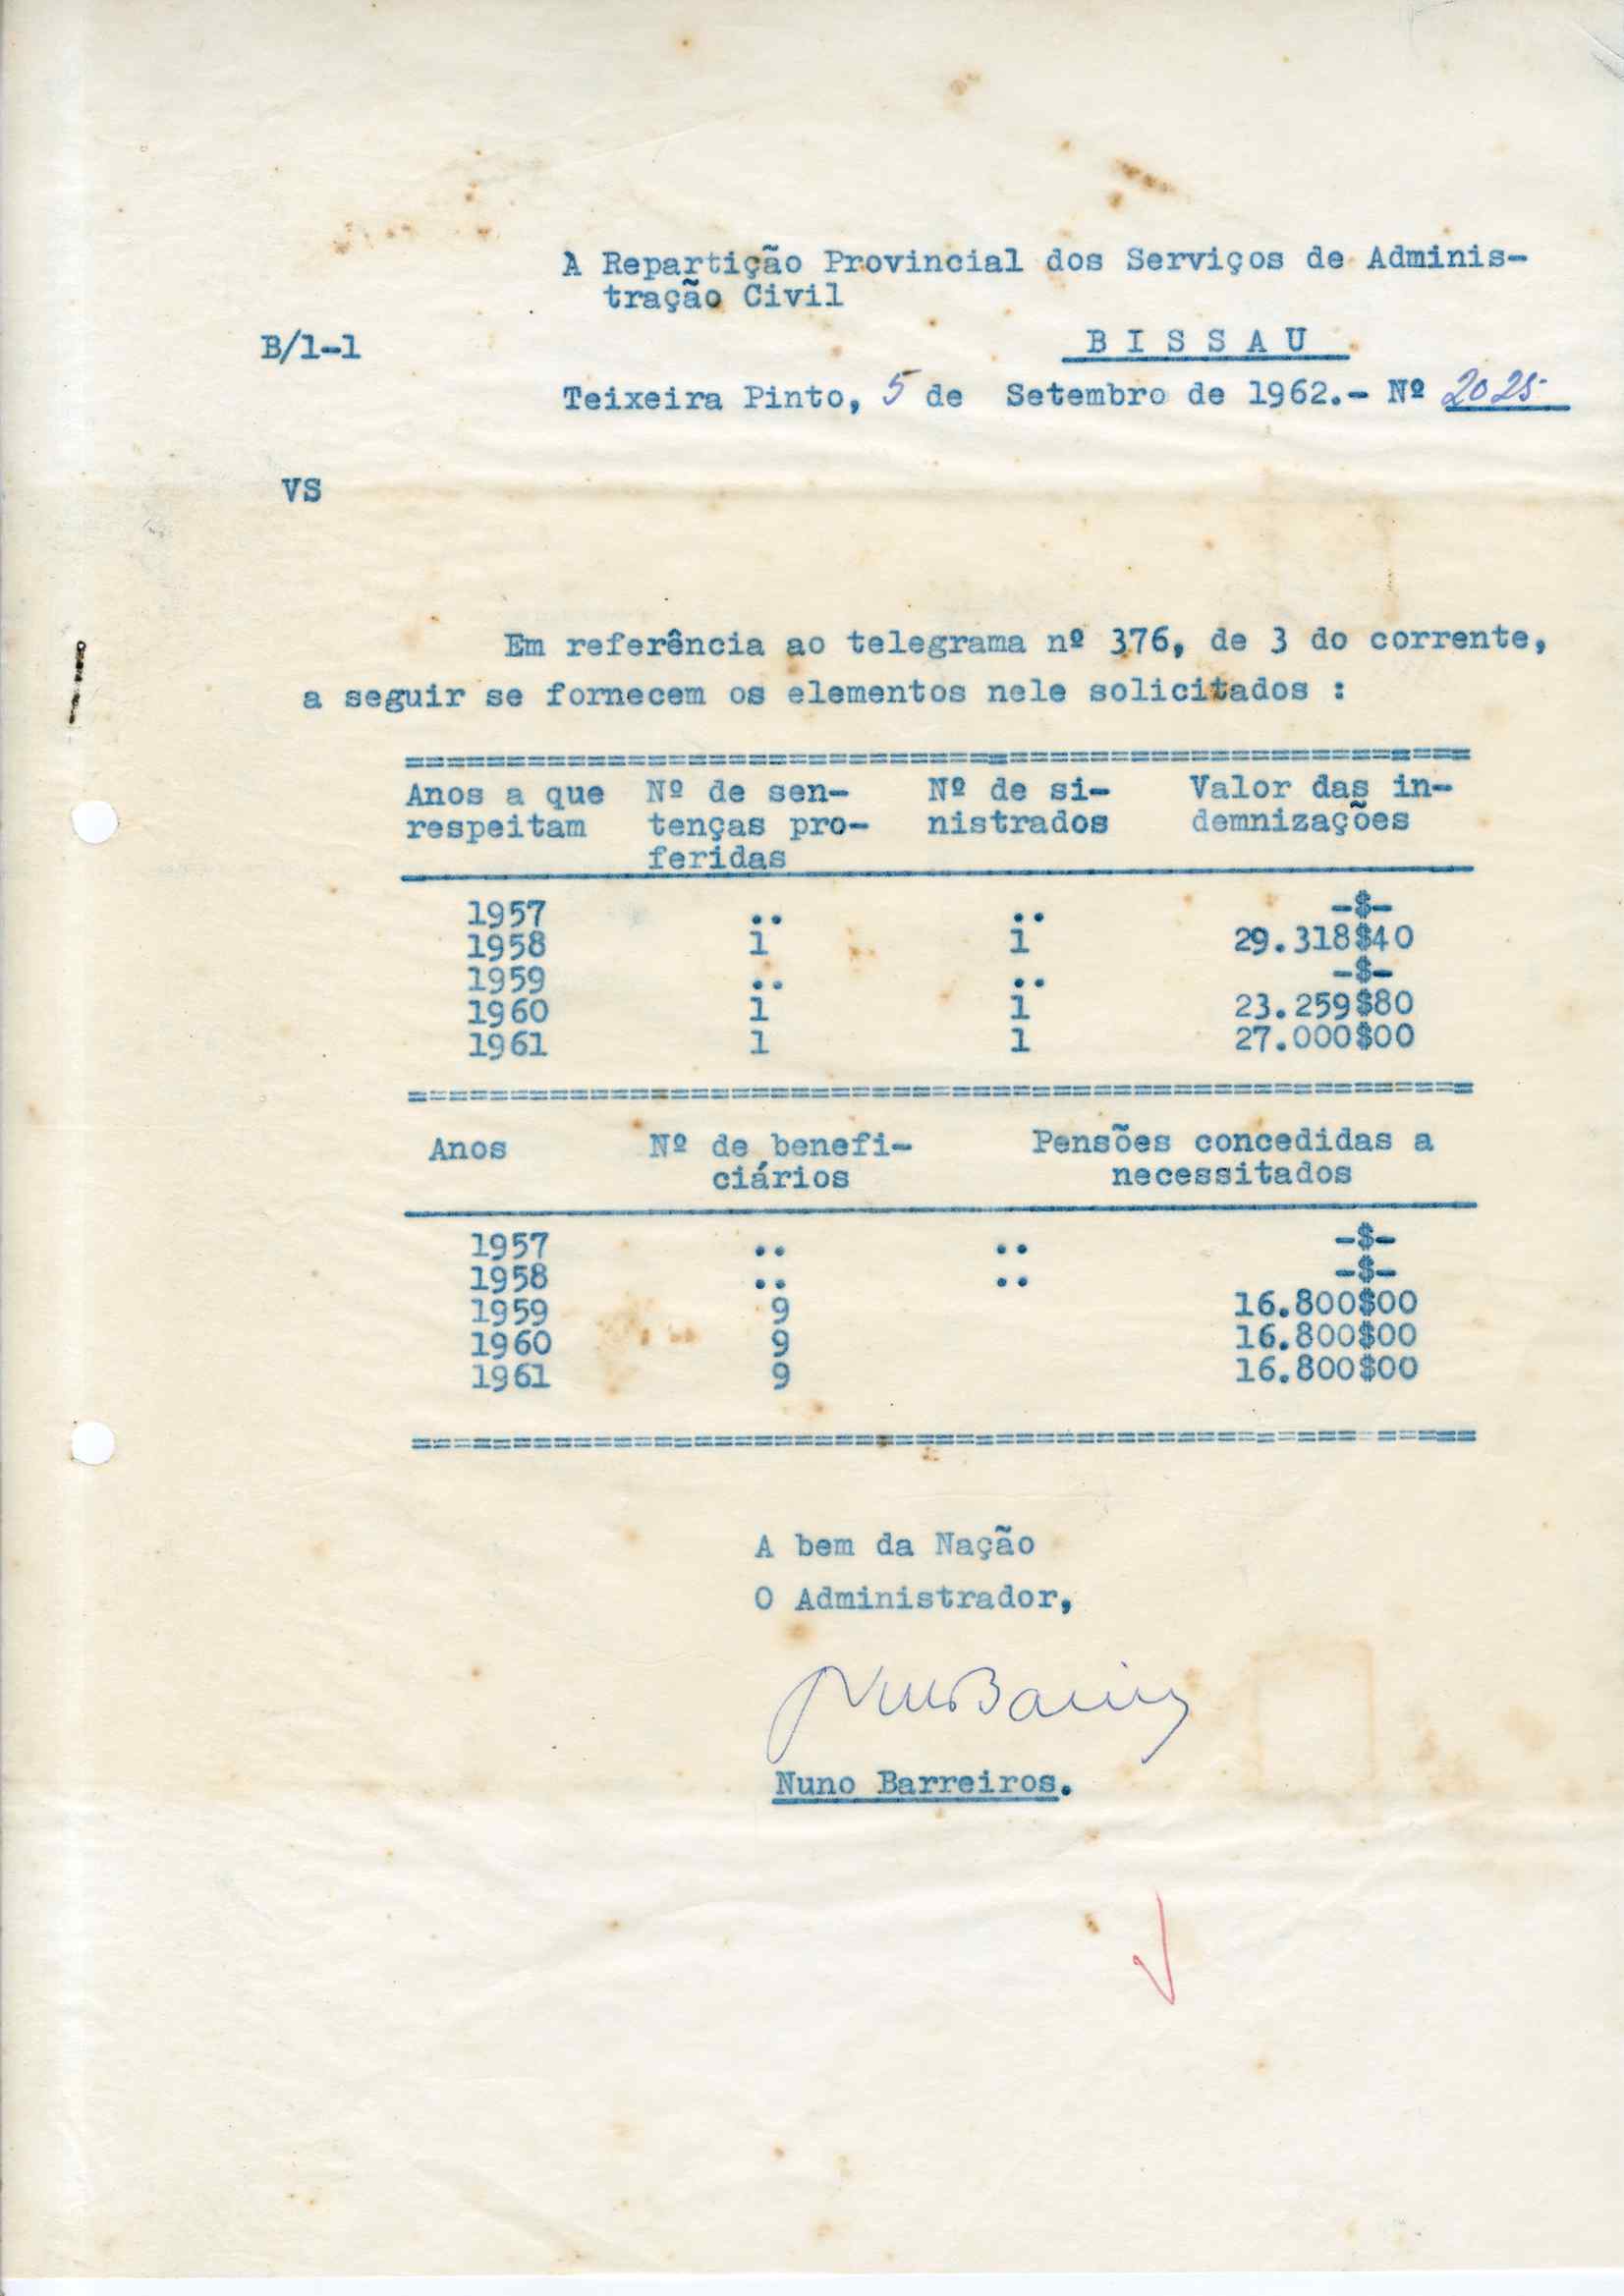 A Repartição Provincial dos Serviços de Adminis-
tração Civil
B/1-1
B I S S A U
Teixeira Pinto, 5 de Setembro de 1962.- Nº 2025
VS
Em referência ao telegrama nº 376, de 3 do corrente,
a seguir se fornecem os elementos nele solicitados :
=====================================================
Anos a que Nº de sen- Nº de si- Valor das in-
respeitam tenças pro- nistrados demnizações
feridas
1957 .. .. -$-
1958 1 1 29.318$40
1959 .. .. -$-
1960 1 1 23.259$80
1961 1 1 27.000$00
=====================================================
Anos Nº de benefi- Pensões concedidas a
ciários necessitados
1957 .. .. -$-
1958 .. .. -$-
1959 9 16.800$00
1960 9 16.800$00
1961 9 16.800$00
=====================================================
A bem da Nação
O Administrador,
Nuno Barreiros.